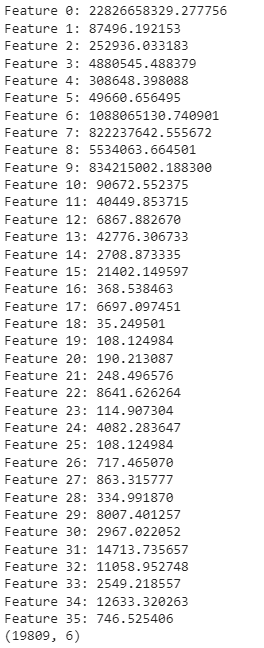 Feature 0: 22826658329.277756
Feature 1: 87496.192153
Feature 2: 252936.033183
Feature 3: 4880545.488379
Feature 4: 308648.398088
Feature 5: 49660.656495
Feature 6: 1088065130.740901
Feature 7: 822237642.555672
Feature 8: 5534063.664501
Feature 9: 834215002.188300
Feature 10: 90672.552375
Feature 11: 40449.853715
Feature 12: 6867.882670
Feature 13: 42776.306733
Feature 14: 2708.873335
Feature 15: 21402.149597
Feature 16: 368.538463
Feature 17: 6697.097451
Feature 18: 35.249501
Feature 19: 108.124984
Feature 20: 190.213087
Feature 21: 248.496576
Feature 22: 8641.626264
Feature 23: 114.907304
Feature 24: 4082.283647
Feature 25: 108.124984
Feature 26: 717.465070
Feature 27: 863.315777
Feature 28: 334.991870
Feature 29: 8007.401257
Feature 30: 2967.022052
Feature 31: 14713.735657
Feature 32: 11058.952748
Feature 33: 2549.218557
Feature 34: 12633.320263
Feature 35: 746.525406
(19809, 6)